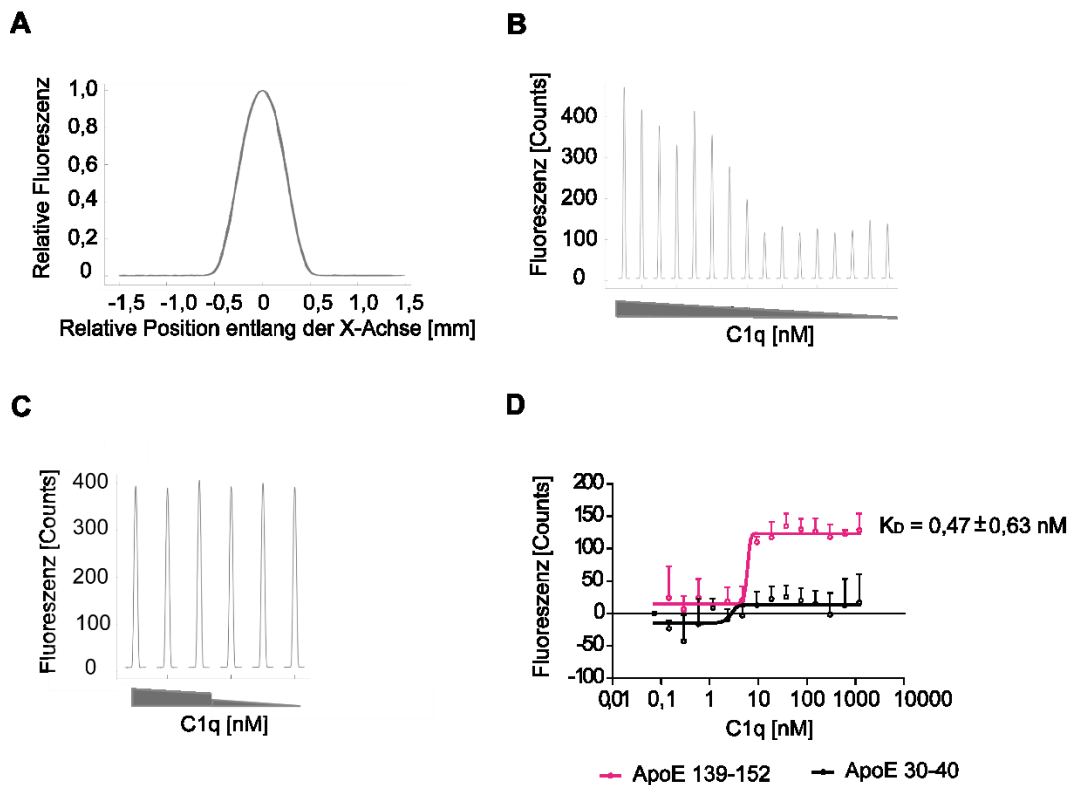 A
Relative Fluoreszenz
1,0
0,8
0,6
0,4
0,2
0
-1,5 -1,0 -0,5 0 0,5 1,0 1,5
Relative Position entlang der X-Achse [mm]
B
Fluoreszenz [Counts]
400
300
200
100
0
C1q [nM]
C
Fluoreszenz [Counts]
400
300
200
100
0
C1q [nM]
D
Fluoreszenz [Counts]
200
150
100
50
0
-50
-100
0,01 0,1 1 10 100 1000 10000
C1q [nM]
KD = 0,47±0,63 nM
ApoE 139-152 ApoE 30-40